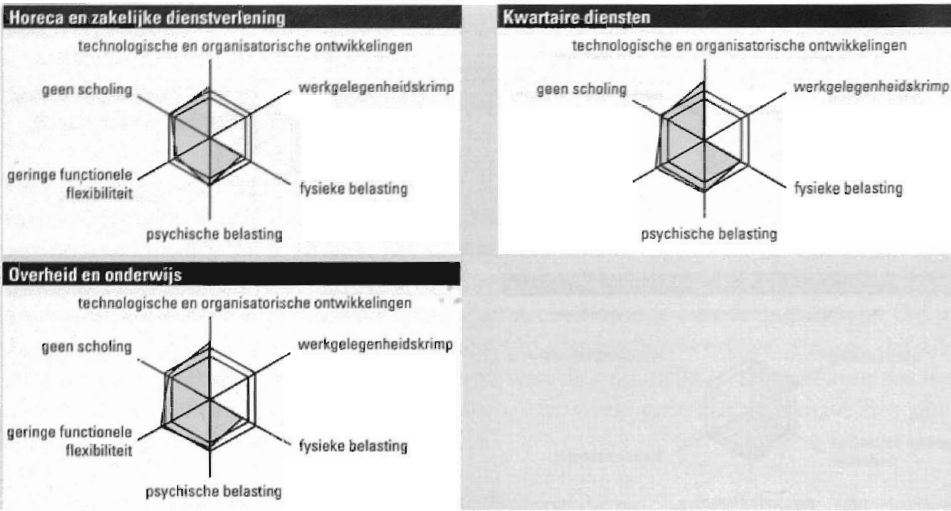 Horeca en zakelijke dienstverlening
technologische en organisatorische ontwikkelingen
geen scholing
werkgelegenheidskrimp
geringe functionele
flexibiliteit
fysieke belasting
psychische belasting
Kwartaire diensten
technologische en organisatorische ontwikkelingen
geen scholing
werkgelegenheidskrimp
fysieke belasting
psychische belasting
Overheid en onderwijs
technologische en organisatorische ontwikkelingen
geen scholing
werkgelegenheidskrimp
geringe functionele
flexibiliteit
fysieke belasting
psychische belasting